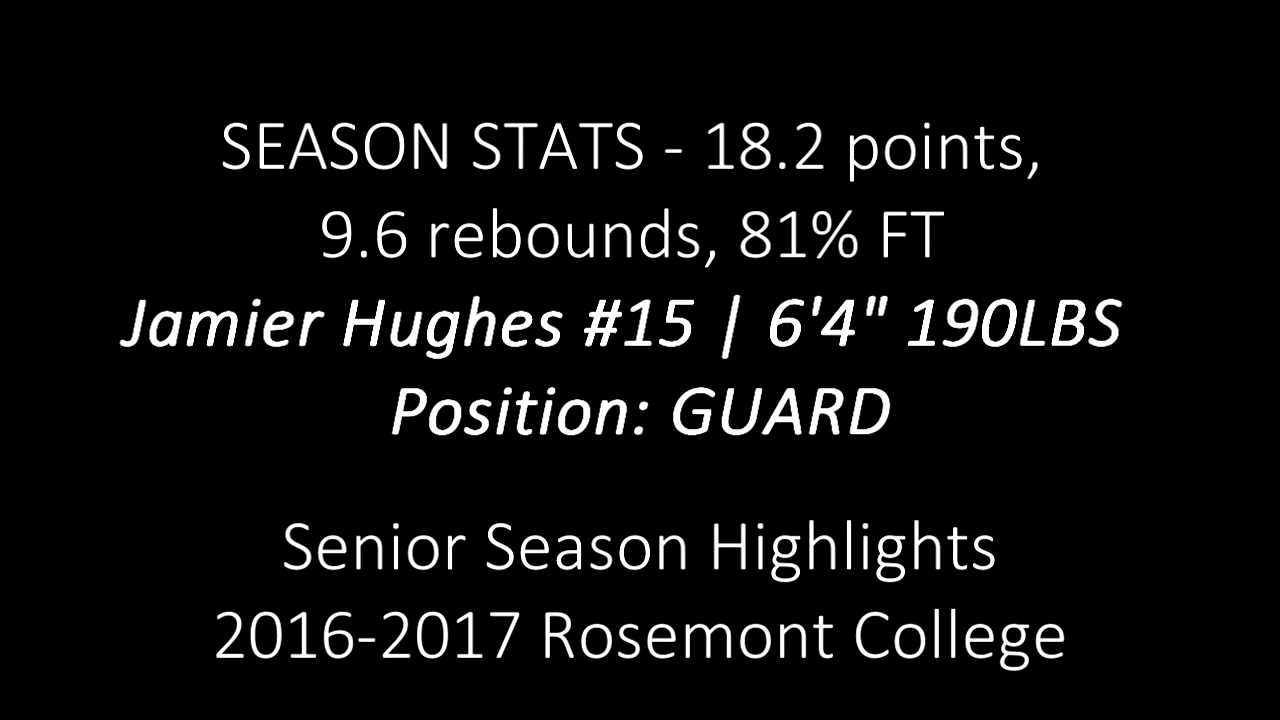 SEASON STATS - 18.2 points,
9.6 rebounds, 81% FT
Jamier Hughes #15 | 6'4" 190LBS
Position: GUARD
Senior Season Highlights
2016-2017 Rosemont College